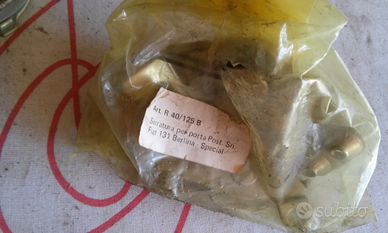 Art. R 40/125 B
Serratura per porta Post. Sn.
Fiat 131 Berlina - Special
subito